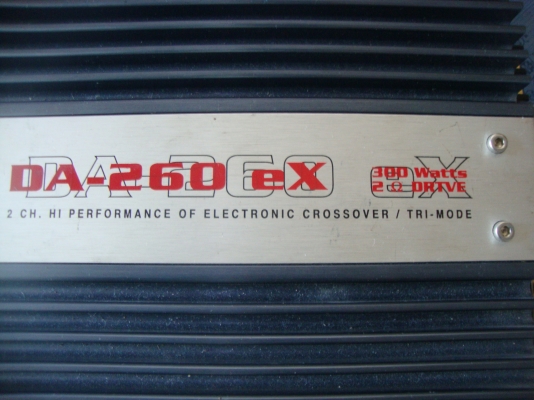 DA-260 eX
300 Watts
2 Ω DRIVE
2 CH. HI PERFORMANCE OF ELECTRONIC CROSSOVER / TRI-MODE